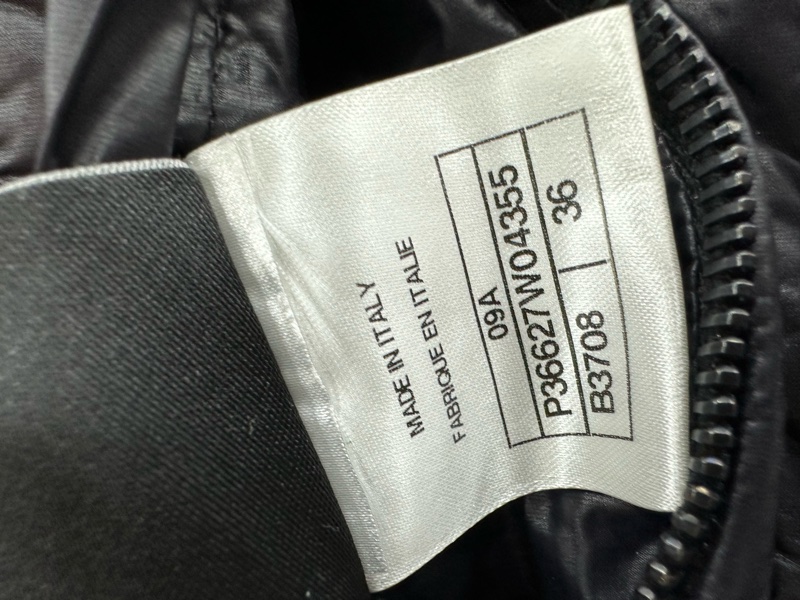 MADE IN ITALY
FABRIQUE EN ITALIE
09A
P36627W04355
B3708 36